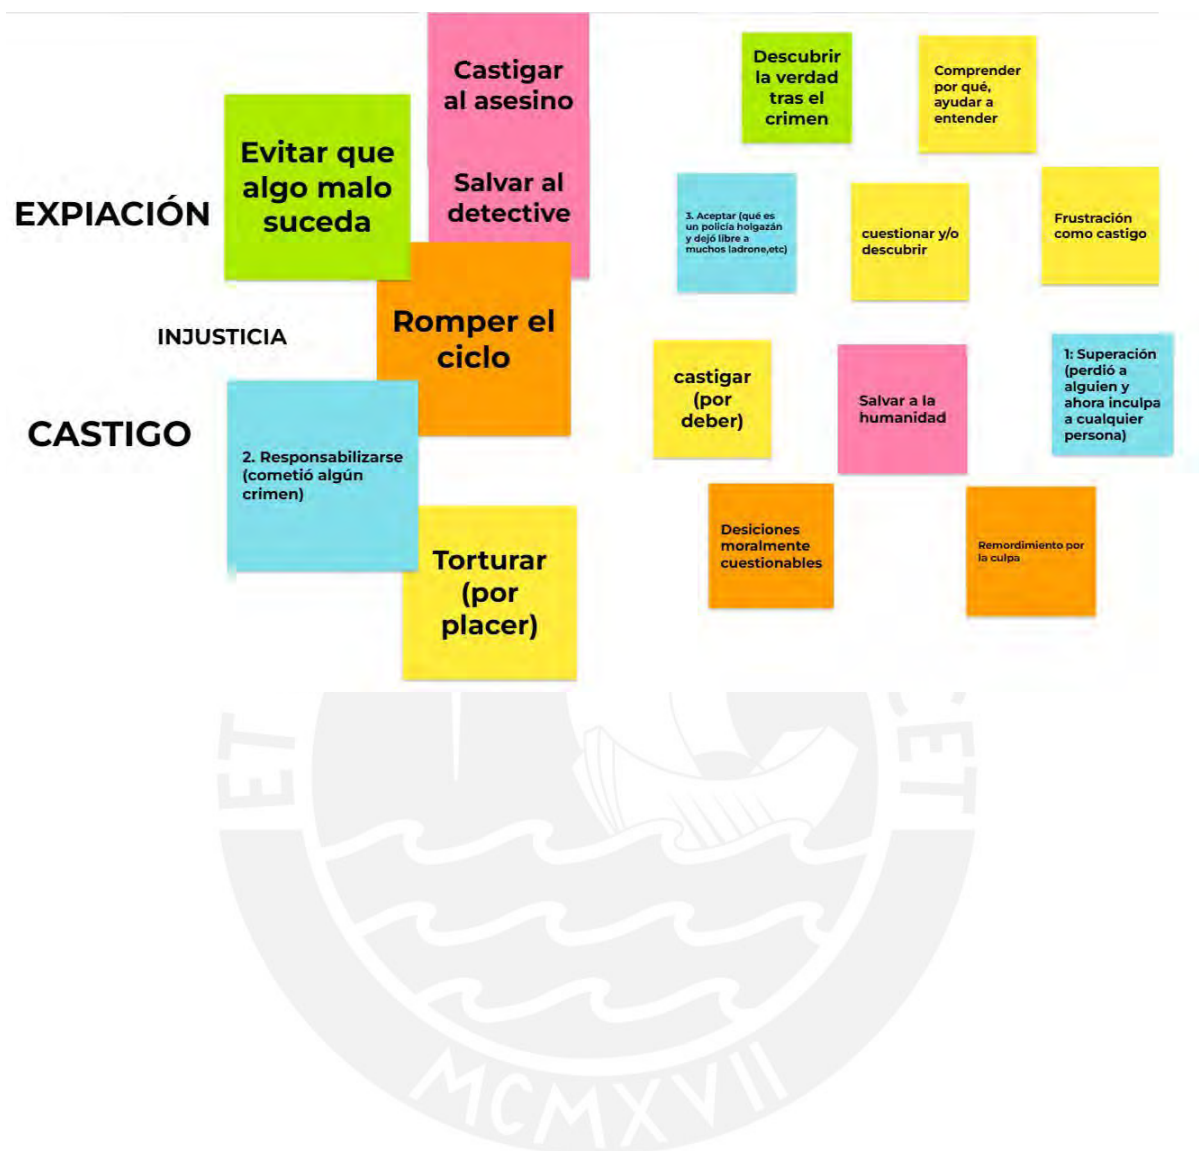 Castigar
al asesino
Salvar al
detective
Evitar que
algo malo
suceda
EXPIACIÓN
Romper el
ciclo
INJUSTICIA
CASTIGO
2. Responsabilizarse
(cometió algún
crimen)
Torturar
(por
placer)
Descubrir
la verdad
tras el
crimen
Comprender
por qué,
ayudar a
entender
3. Aceptar (qué es
un policía holgazán
y dejó libre a
muchos ladrone,etc)
cuestionar y/o
descubrir
Frustración
como castigo
castigar
(por
deber)
Salvar a la
humanidad
1: Superación
(perdió a
alguien y
ahora inculpa
a cualquier
persona)
Desiciones
moralmente
cuestionables
Remordimiento por
la culpa
ET
CET
MCMXVII